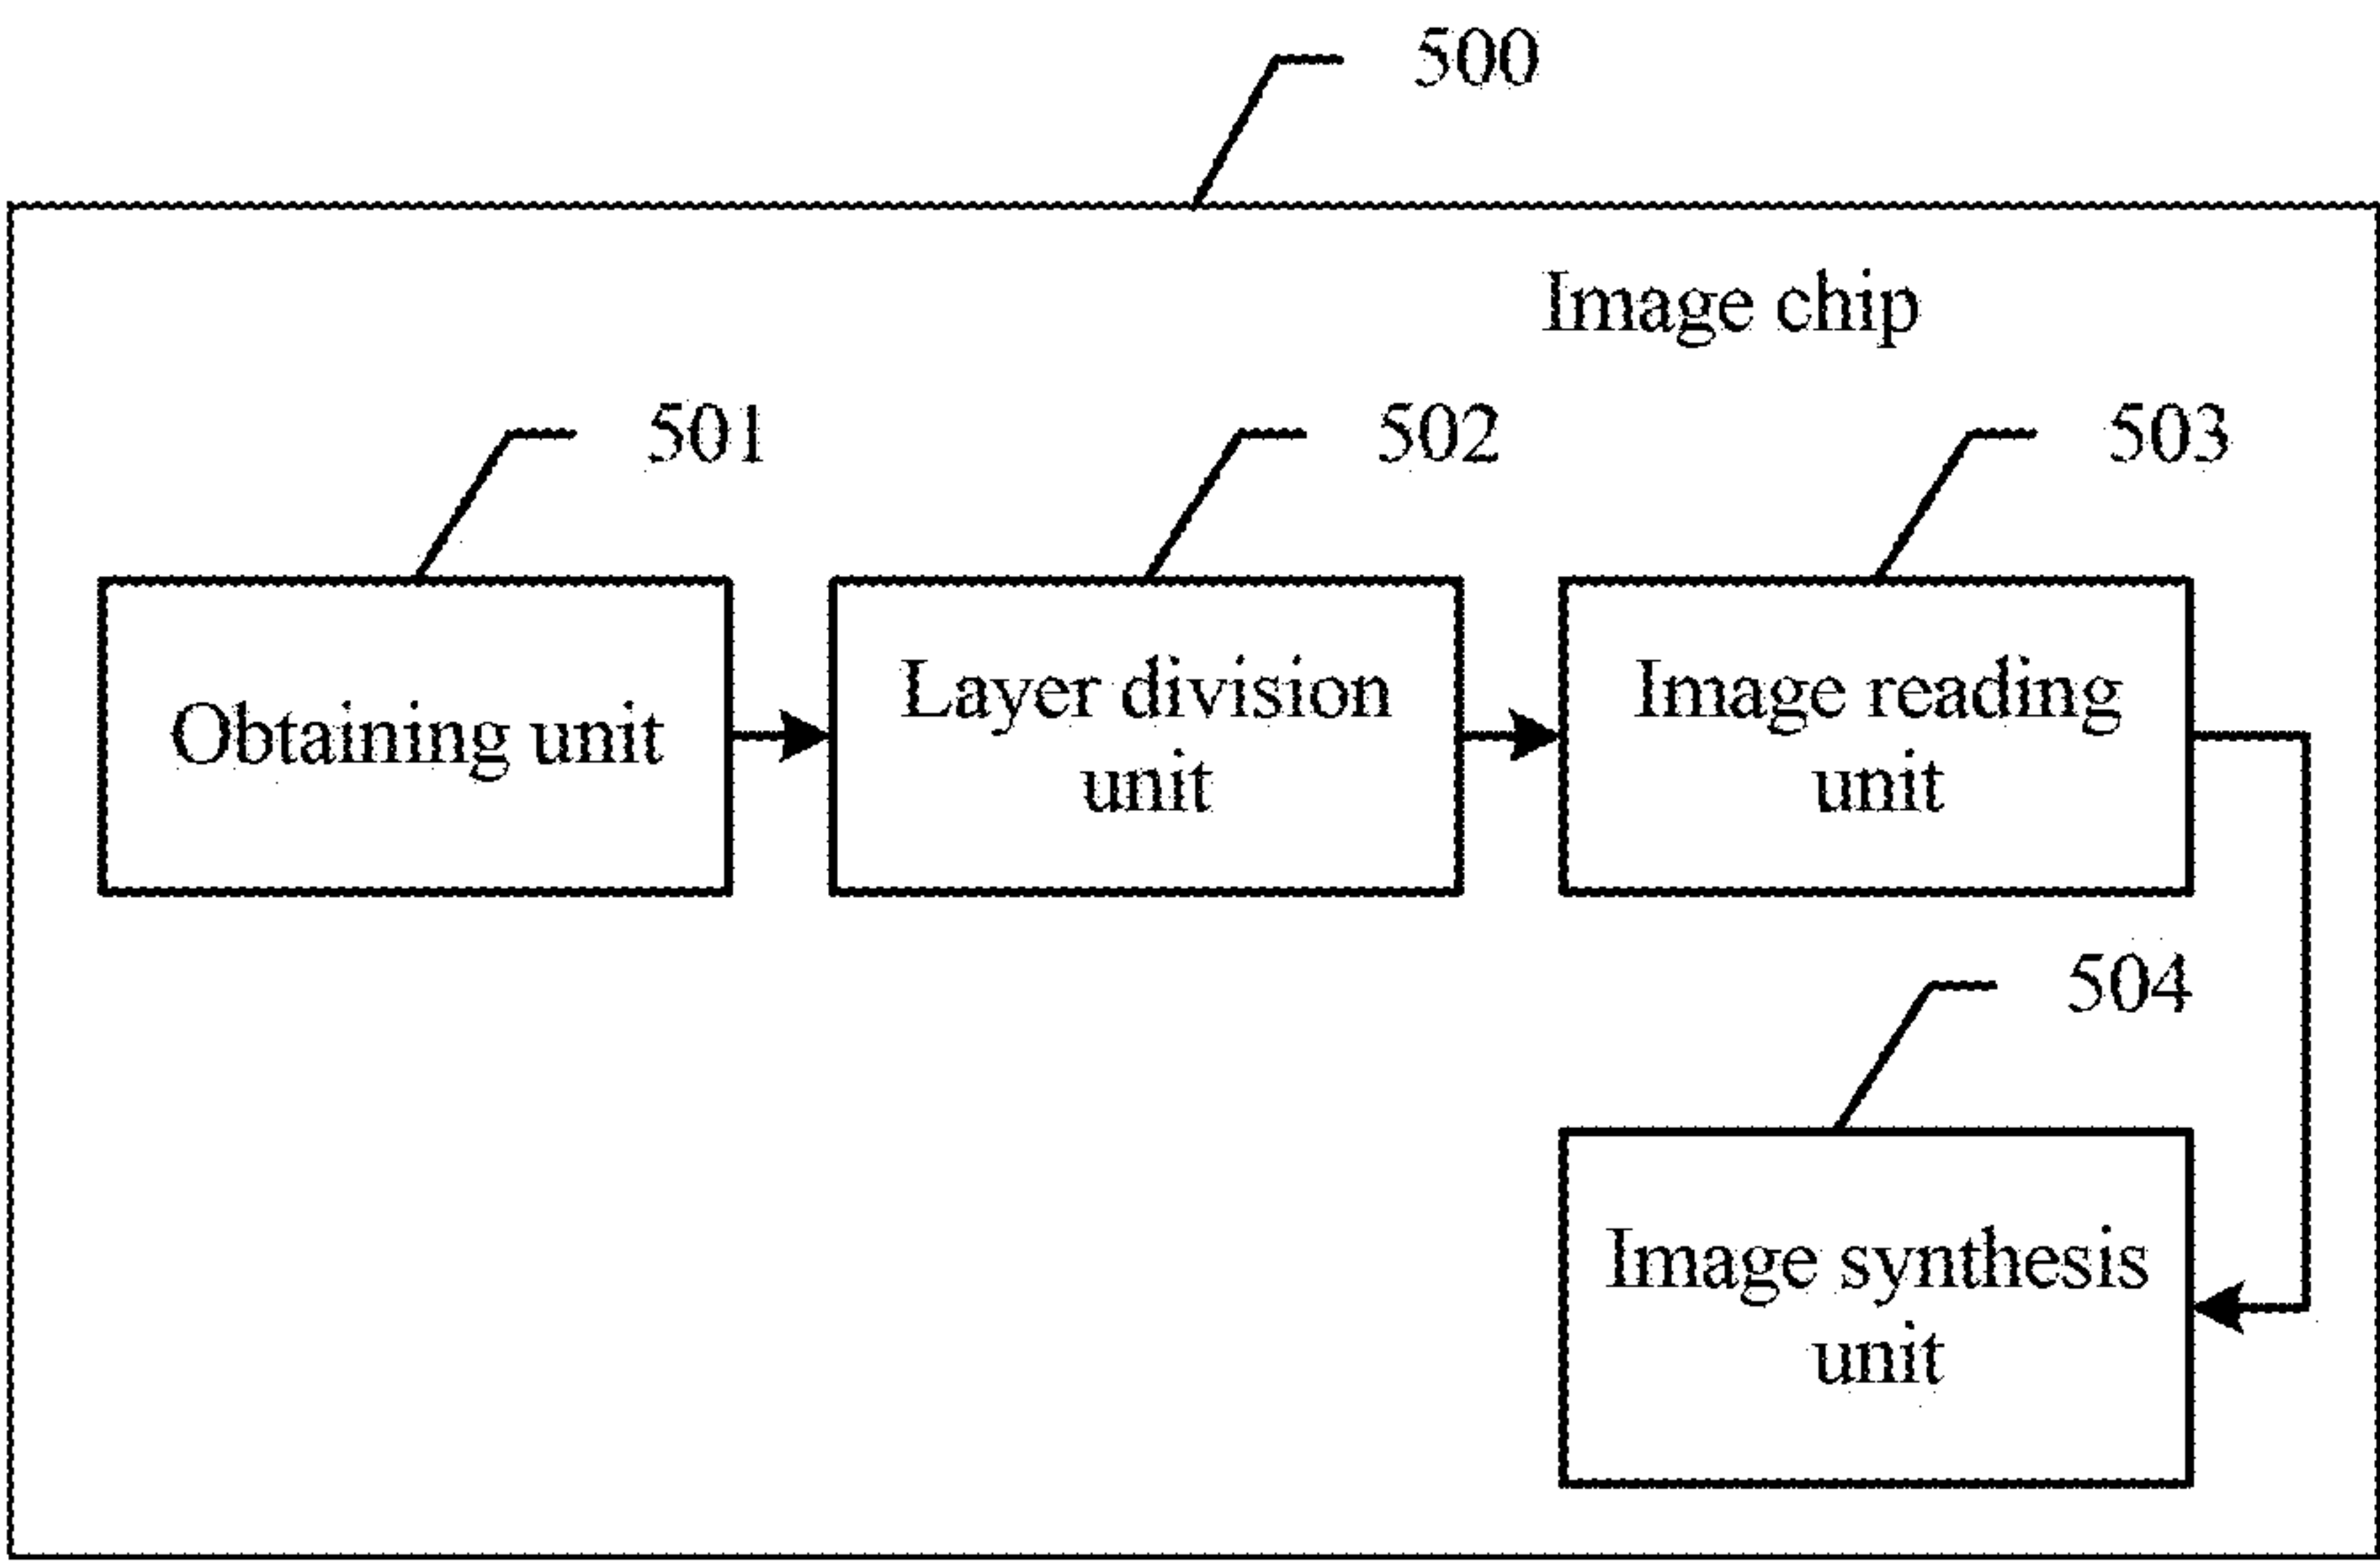 500
Image chip
501
502
503
Obtaining unit
Layer division
unit
Image reading
unit
504
Image synthesis
unit